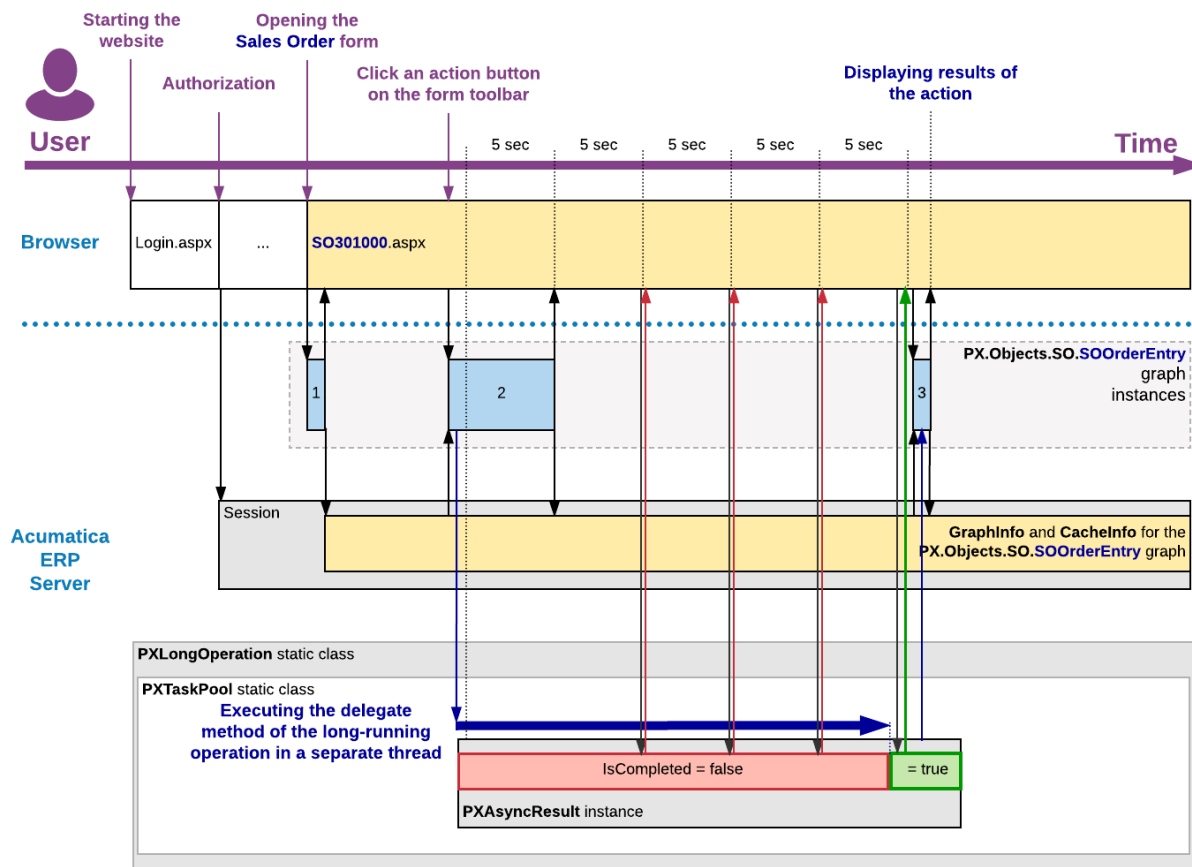 Starting the
website
Opening the
Sales Order form
Authorization
Click an action button
on the form toolbar
Displaying results of
the action
User
5 sec
5 sec
5 sec
5 sec
5 sec
Time
Browser
Login.aspx
...
SO301000.aspx
PX.Objects.SO.SOOrderEntry
graph
instances
1
2
3
Acumatica
ERP
Server
Session
GraphInfo and CacheInfo for the
PX.Objects.SO.SOOrderEntry graph
PXLongOperation static class
PXTaskPool static class
Executing the delegate
method of the long-running
operation in a separate thread
IsCompleted = false
= true
PXAsyncResult instance